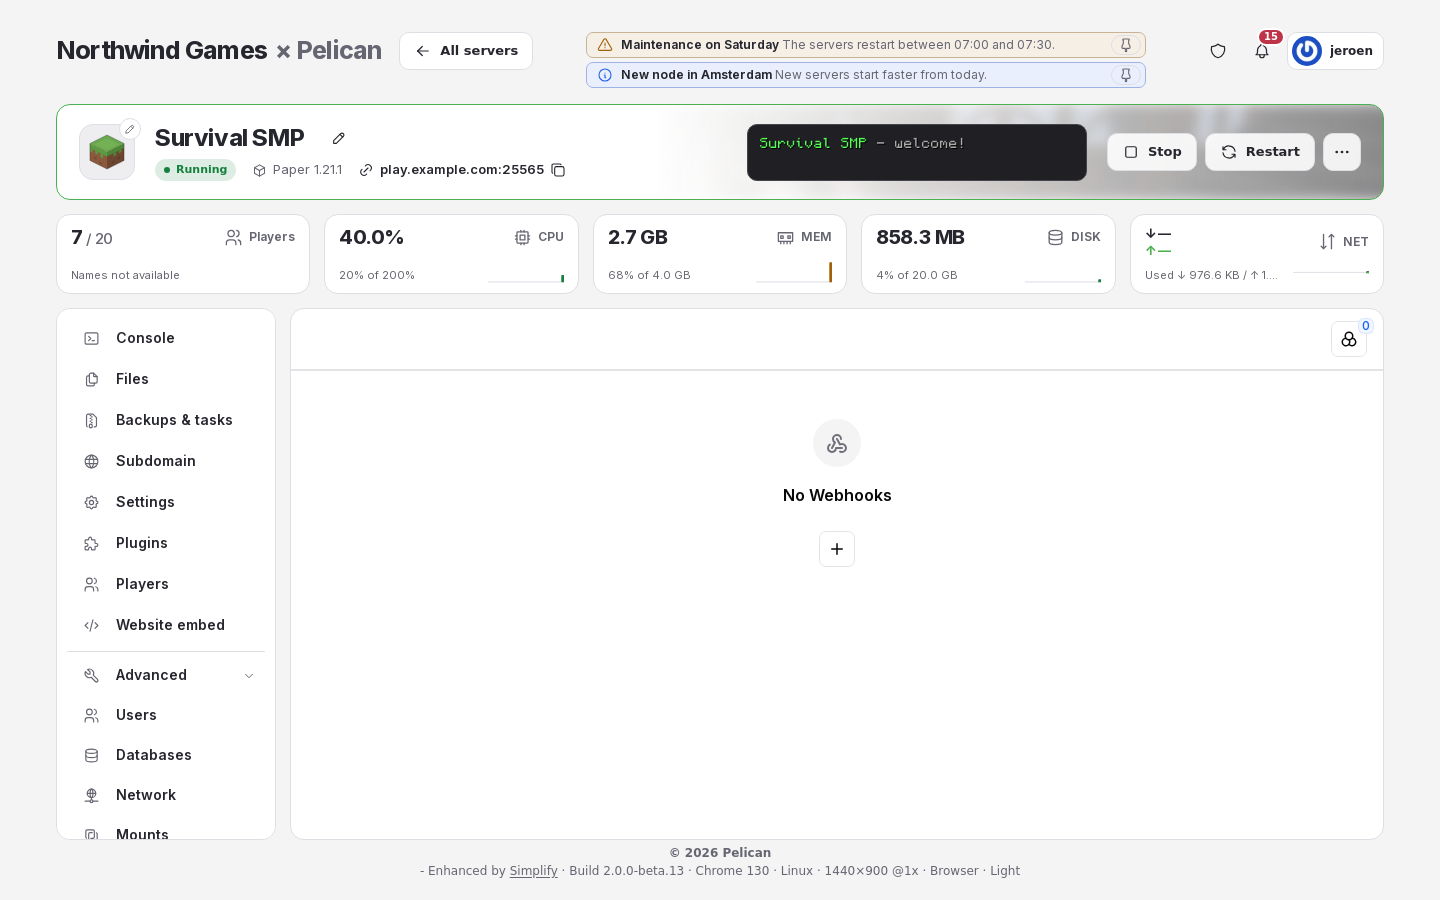 Northwind Games × Pelican
All servers
Maintenance on Saturday The servers restart between 07:00 and 07:30.
New node in Amsterdam New servers start faster from today.
15
jeroen
Survival SMP
Running
Paper 1.21.1
play.example.com:25565
Survival SMP – welcome!
Stop
Restart
7 / 20
Players
Names not available
40.0%
CPU
20% of 200%
2.7 GB
MEM
68% of 4.0 GB
858.3 MB
DISK
4% of 20.0 GB
↓—
↑—
NET
Used ↓ 976.6 KB / ↑ 1....
Console
Files
Backups & tasks
Subdomain
Settings
Plugins
Players
Website embed
Advanced
Users
Databases
Network
Mounts
0
No Webhooks
© 2026 Pelican
- Enhanced by Simplify · Build 2.0.0-beta.13 · Chrome 130 · Linux · 1440×900 @1x · Browser · Light